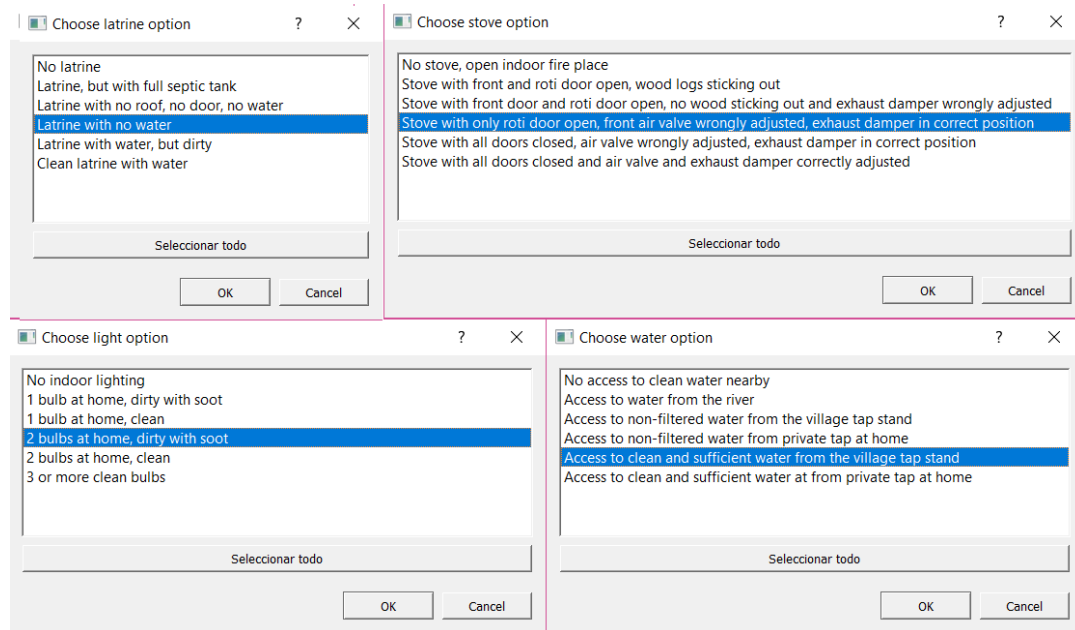 Choose latrine option
?
No latrine
Latrine, but with full septic tank
Latrine with no roof, no door, no water
Latrine with no water
Latrine with water, but dirty
Clean latrine with water
Seleccionar todo
OK
Cancel
Choose stove option
?
No stove, open indoor fire place
Stove with front and roti door open, wood logs sticking out
Stove with front door and roti door open, no wood sticking out and exhaust damper wrongly adjusted
Stove with only roti door open, front air valve wrongly adjusted, exhaust damper in correct position
Stove with all doors closed, air valve wrongly adjusted, exhaust damper in correct position
Stove with all doors closed and air valve and exhaust damper correctly adjusted
Seleccionar todo
OK
Cancel
Choose light option
?
No indoor lighting
1 bulb at home, dirty with soot
1 bulb at home, clean
2 bulbs at home, dirty with soot
2 bulbs at home, clean
3 or more clean bulbs
Seleccionar todo
OK
Cancel
Choose water option
?
No access to clean water nearby
Access to water from the river
Access to non-filtered water from the village tap stand
Access to non-filtered water from private tap at home
Access to clean and sufficient water from the village tap stand
Access to clean and sufficient water at from private tap at home
Seleccionar todo
OK
Cancel